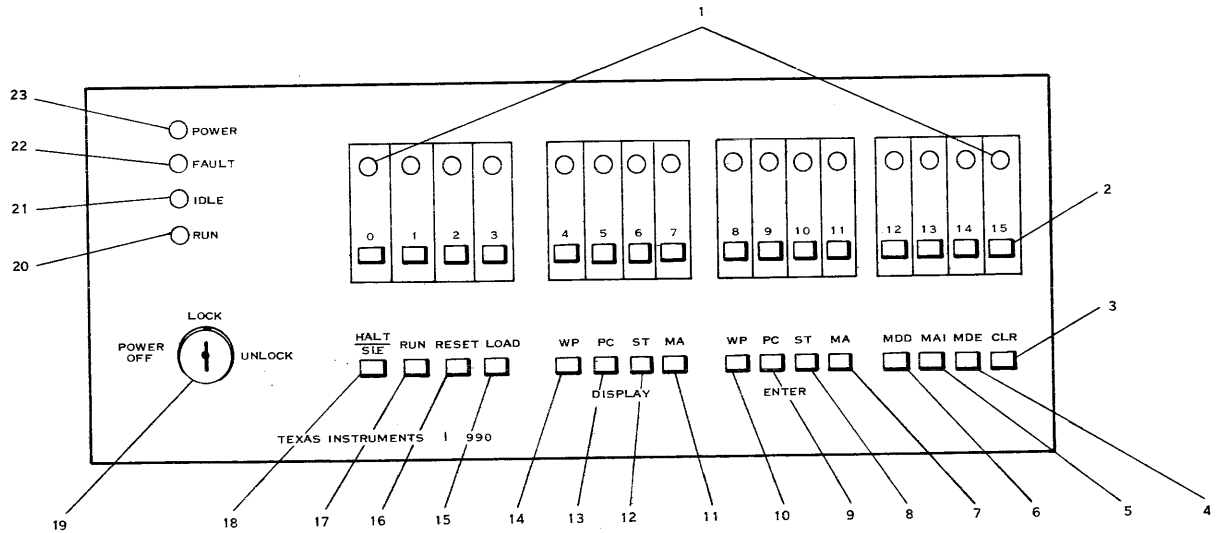 1
23
POWER
22
FAULT
21
IDLE
20
RUN
0 1 2 3 4 5 6 7 8 9 10 11 12 13 14 15
2
3
LOCK
POWER OFF
UNLOCK
HALT
SIE
RUN RESET LOAD WP PC ST MA WP PC ST MA MDD MAI MDE CLR
DISPLAY ENTER
TEXAS INSTRUMENTS | 990
19 18 17 16 15 14 13 12 11 10 9 8 7 6 5 4